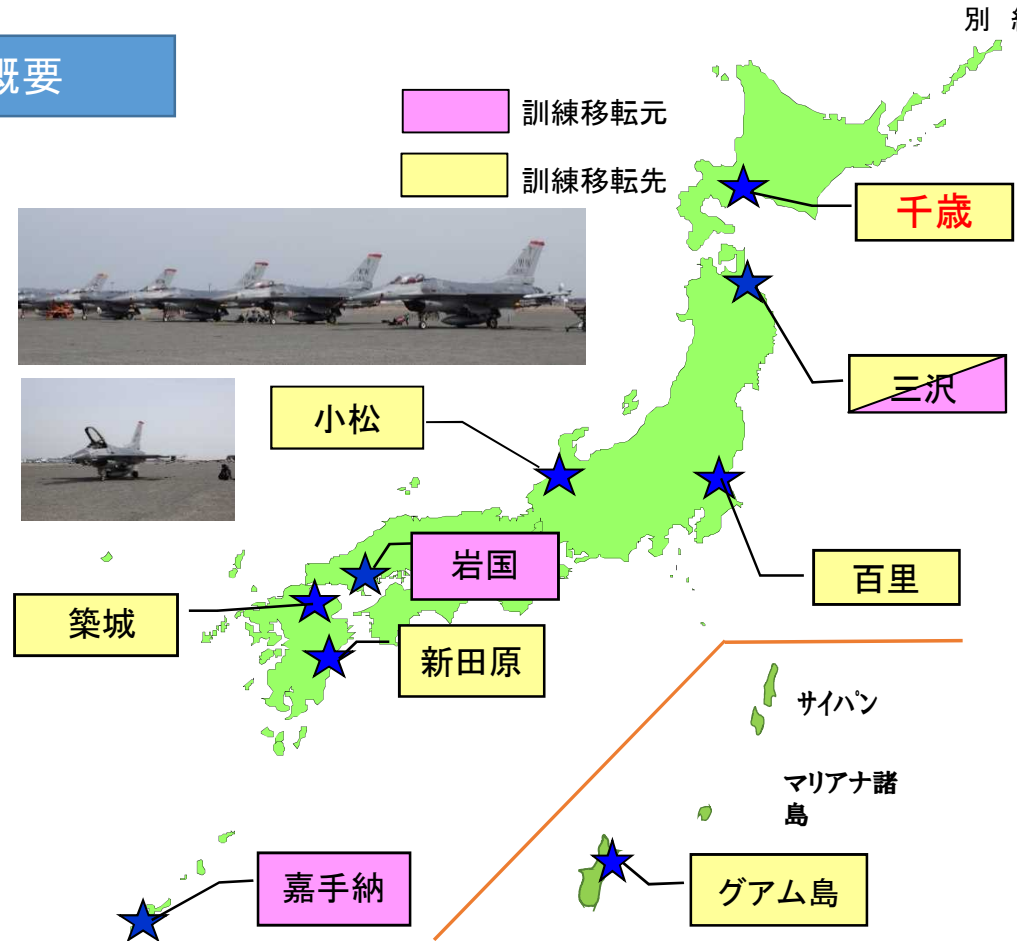 別
概要
訓練移転元
訓練移転先
千歳
三沢
小松
岩国
百里
築城
新田原
サイパン
マリアナ諸
島
嘉手納
グアム島